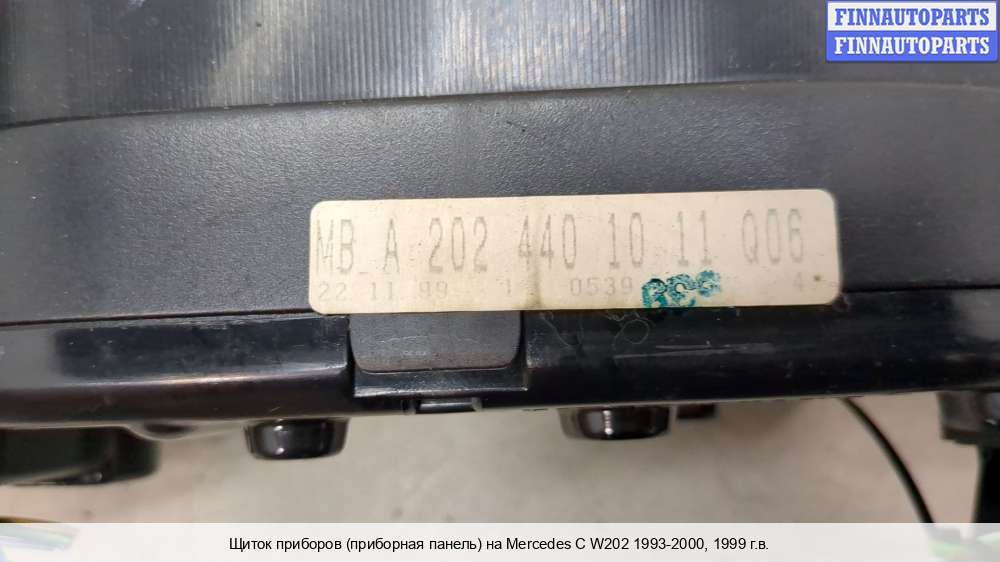 FINNAUTOPARTS
FINNAUTOPARTS
MB A 202 440 10 11 Q06
22 11 99 1 0539 4
Щиток приборов (приборная панель) на Mercedes C W202 1993-2000, 1999 г.в.